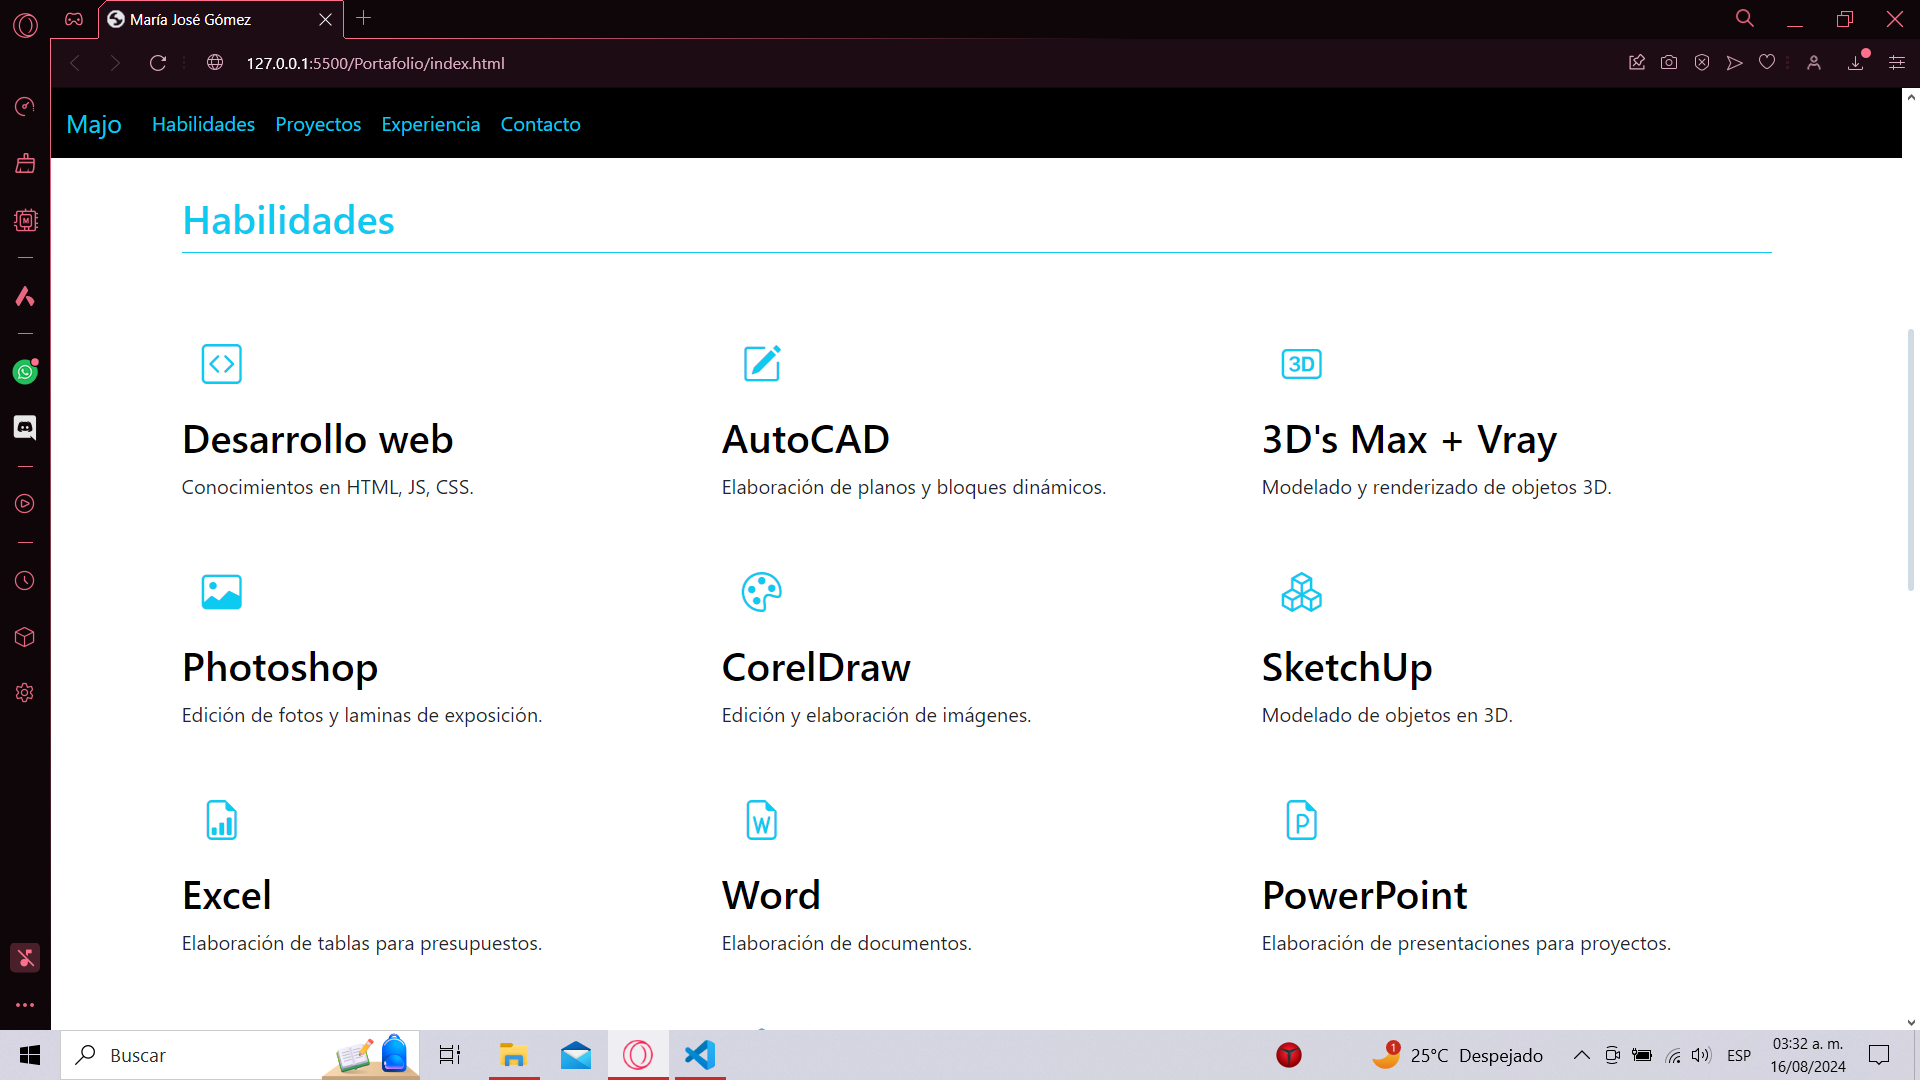 María José Gómez
127.0.0.1:5500/Portafolio/index.html
Majo Habilidades Proyectos Experiencia Contacto
Habilidades
3D
Desarrollo web AutoCAD 3D's Max + Vray
Conocimientos en HTML, JS, CSS. Elaboración de planos y bloques dinámicos. Modelado y renderizado de objetos 3D.
Photoshop CorelDraw SketchUp
Edición de fotos y laminas de exposición. Edición y elaboración de imágenes. Modelado de objetos en 3D.
W P
Excel Word PowerPoint
Elaboración de tablas para presupuestos. Elaboración de documentos. Elaboración de presentaciones para proyectos.
Buscar 1 25°C Despejado ESP 03:32 a. m.
16/08/2024